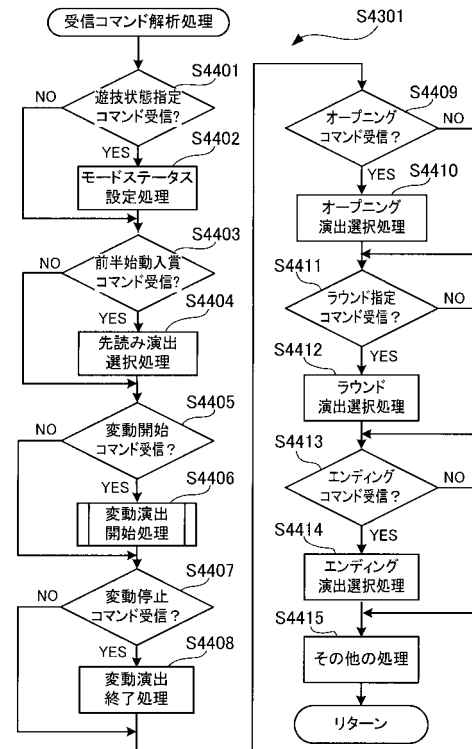 受信コマンド解析処理
S4301
S4401
遊技状態指定
コマンド受信?
NO
YES
S4402
モードステータス
設定処理
S4403
前半始動入賞
コマンド受信?
NO
YES
S4404
先読み演出
選択処理
S4405
変動開始
コマンド受信?
NO
YES
S4406
変動演出
開始処理
S4407
変動停止
コマンド受信?
NO
YES
S4408
変動演出
終了処理
S4409
オープニング
コマンド受信?
NO
YES
S4410
オープニング
演出選択処理
S4411
ラウンド指定
コマンド受信?
NO
YES
S4412
ラウンド
演出選択処理
S4413
エンディング
コマンド受信?
NO
YES
S4414
エンディング
演出選択処理
S4415
その他の処理
リターン